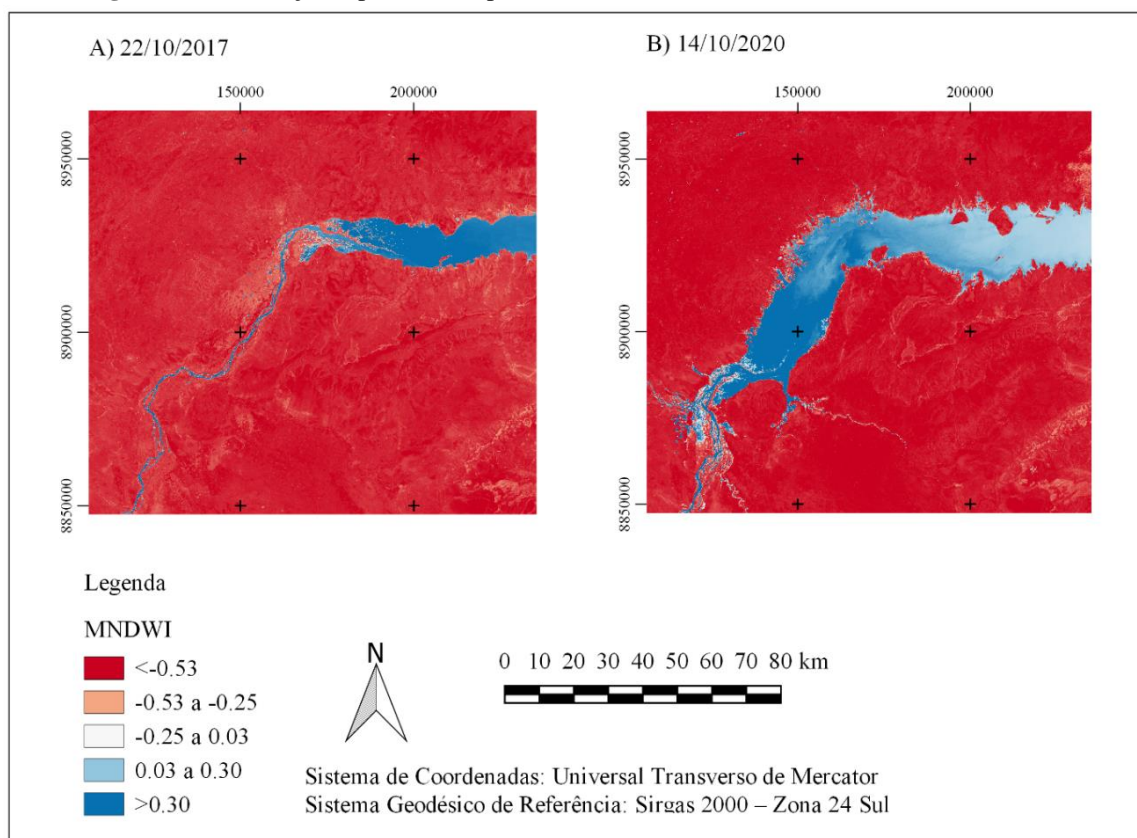 A) 22/10/2017
B) 14/10/2020
150000 200000
150000 200000
8950000
8900000
8850000
8950000
8900000
8850000
Legenda
MNDWI
<-0.53
-0.53 a -0.25
-0.25 a 0.03
0.03 a 0.30
>0.30
N
0 10 20 30 40 50 60 70 80 km
Sistema de Coordenadas: Universal Transverso de Mercator
Sistema Geodésico de Referência: Sirgas 2000 – Zona 24 Sul